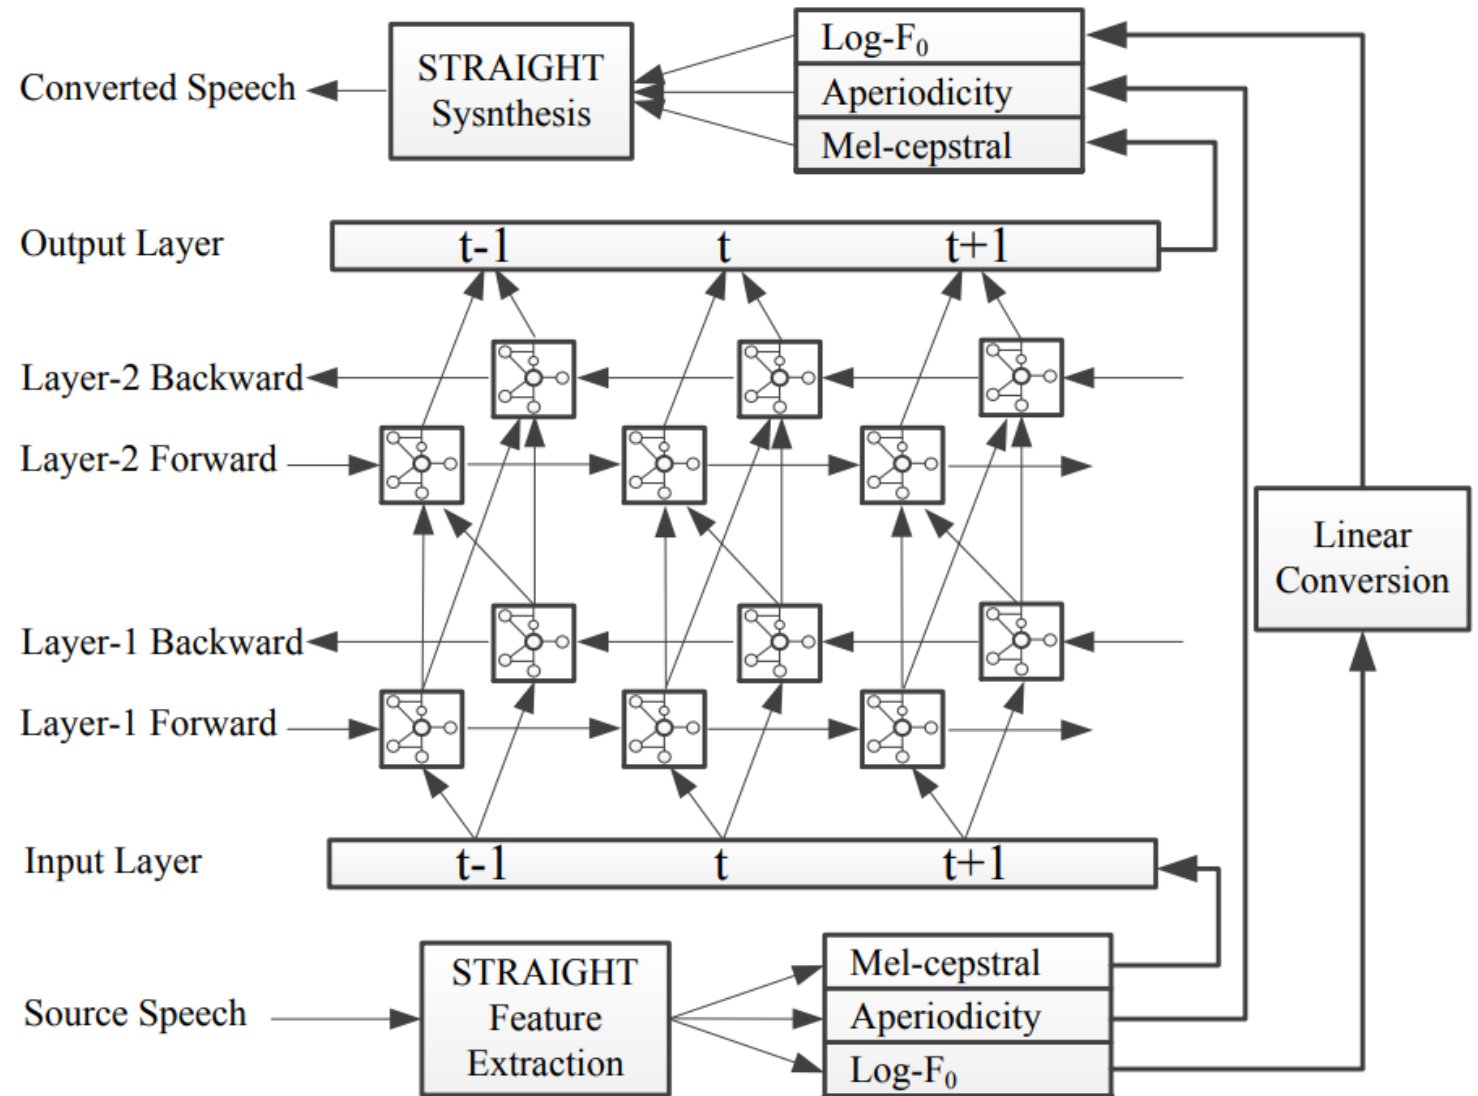 Converted Speech
STRAIGHT
Sysnthesis
Log-F₀
Aperiodicity
Mel-cepstral
Output Layer
t-1 t t+1
Layer-2 Backward
Layer-2 Forward
Linear
Conversion
Layer-1 Backward
Layer-1 Forward
Input Layer
t-1 t t+1
Source Speech
STRAIGHT
Feature
Extraction
Mel-cepstral
Aperiodicity
Log-F₀